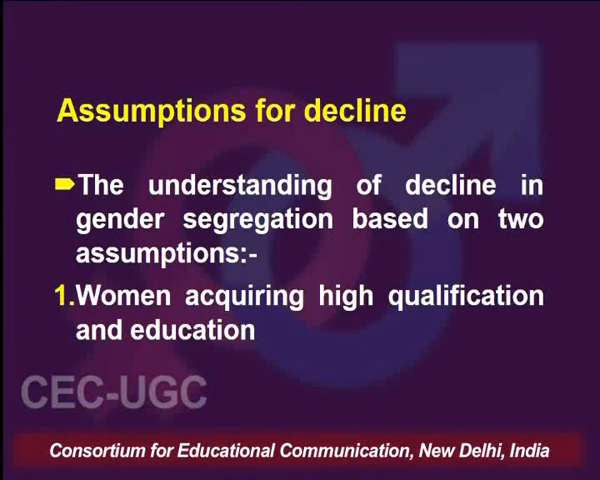 Assumptions for decline
The understanding of decline in
gender segregation based on two
assumptions:-
1.Women acquiring high qualification
and education
CEC-UGC
Consortium for Educational Communication, New Delhi, India